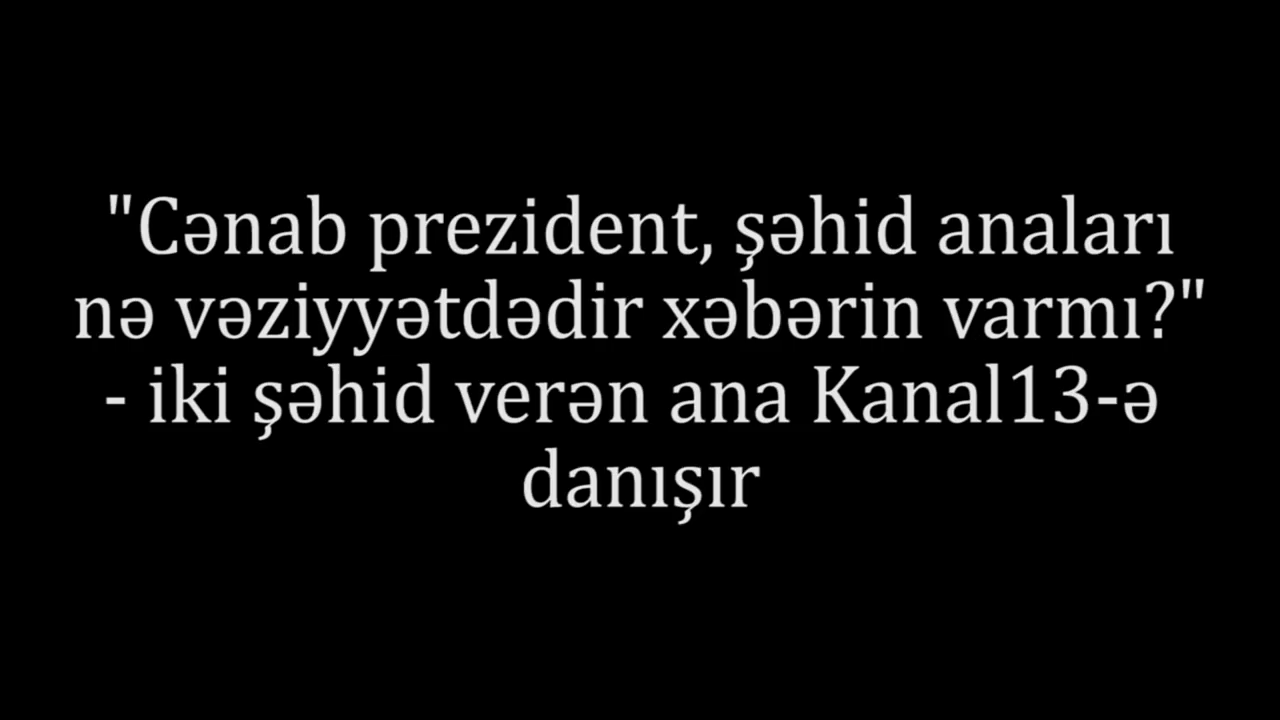 "Cənab prezident, şəhid anaları
nə vəziyyətdədir xəbərin varmı?"
- iki şəhid verən ana Kanal13-ə
danışır